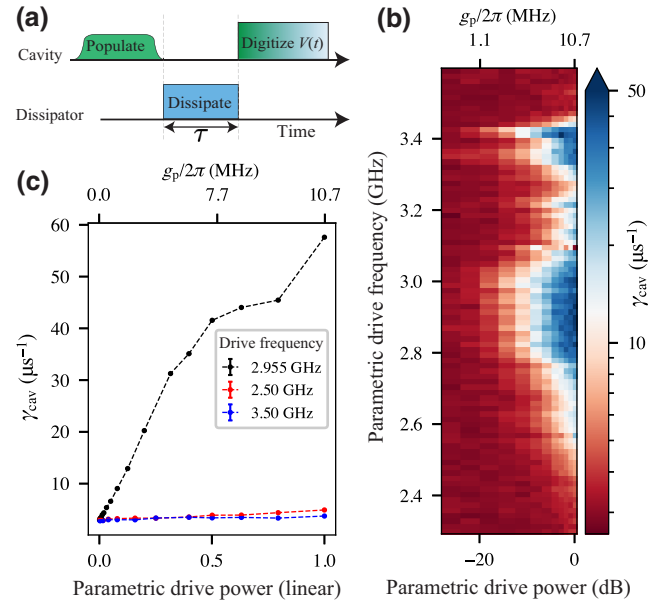 (a)
Cavity
Populate
Digitize V(t)
Dissipator
Dissipate
τ
Time
(b)
g_p/2π (MHz)
1.1 10.7
Parametric drive frequency (GHz)
3.4
3.2
3.0
2.8
2.6
2.4
−20 0
Parametric drive power (dB)
50
10
γ_cav (μs⁻¹)
(c)
g_p/2π (MHz)
0.0 7.7 10.7
γ_cav (μs⁻¹)
60
50
40
30
20
10
Drive frequency
2.955 GHz
2.50 GHz
3.50 GHz
0.0 0.5 1.0
Parametric drive power (linear)